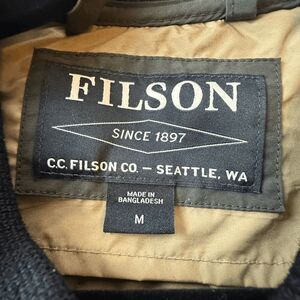 FILSON
SINCE 1897
C.C. FILSON CO. — SEATTLE, WA
MADE IN
BANGLADESH
M